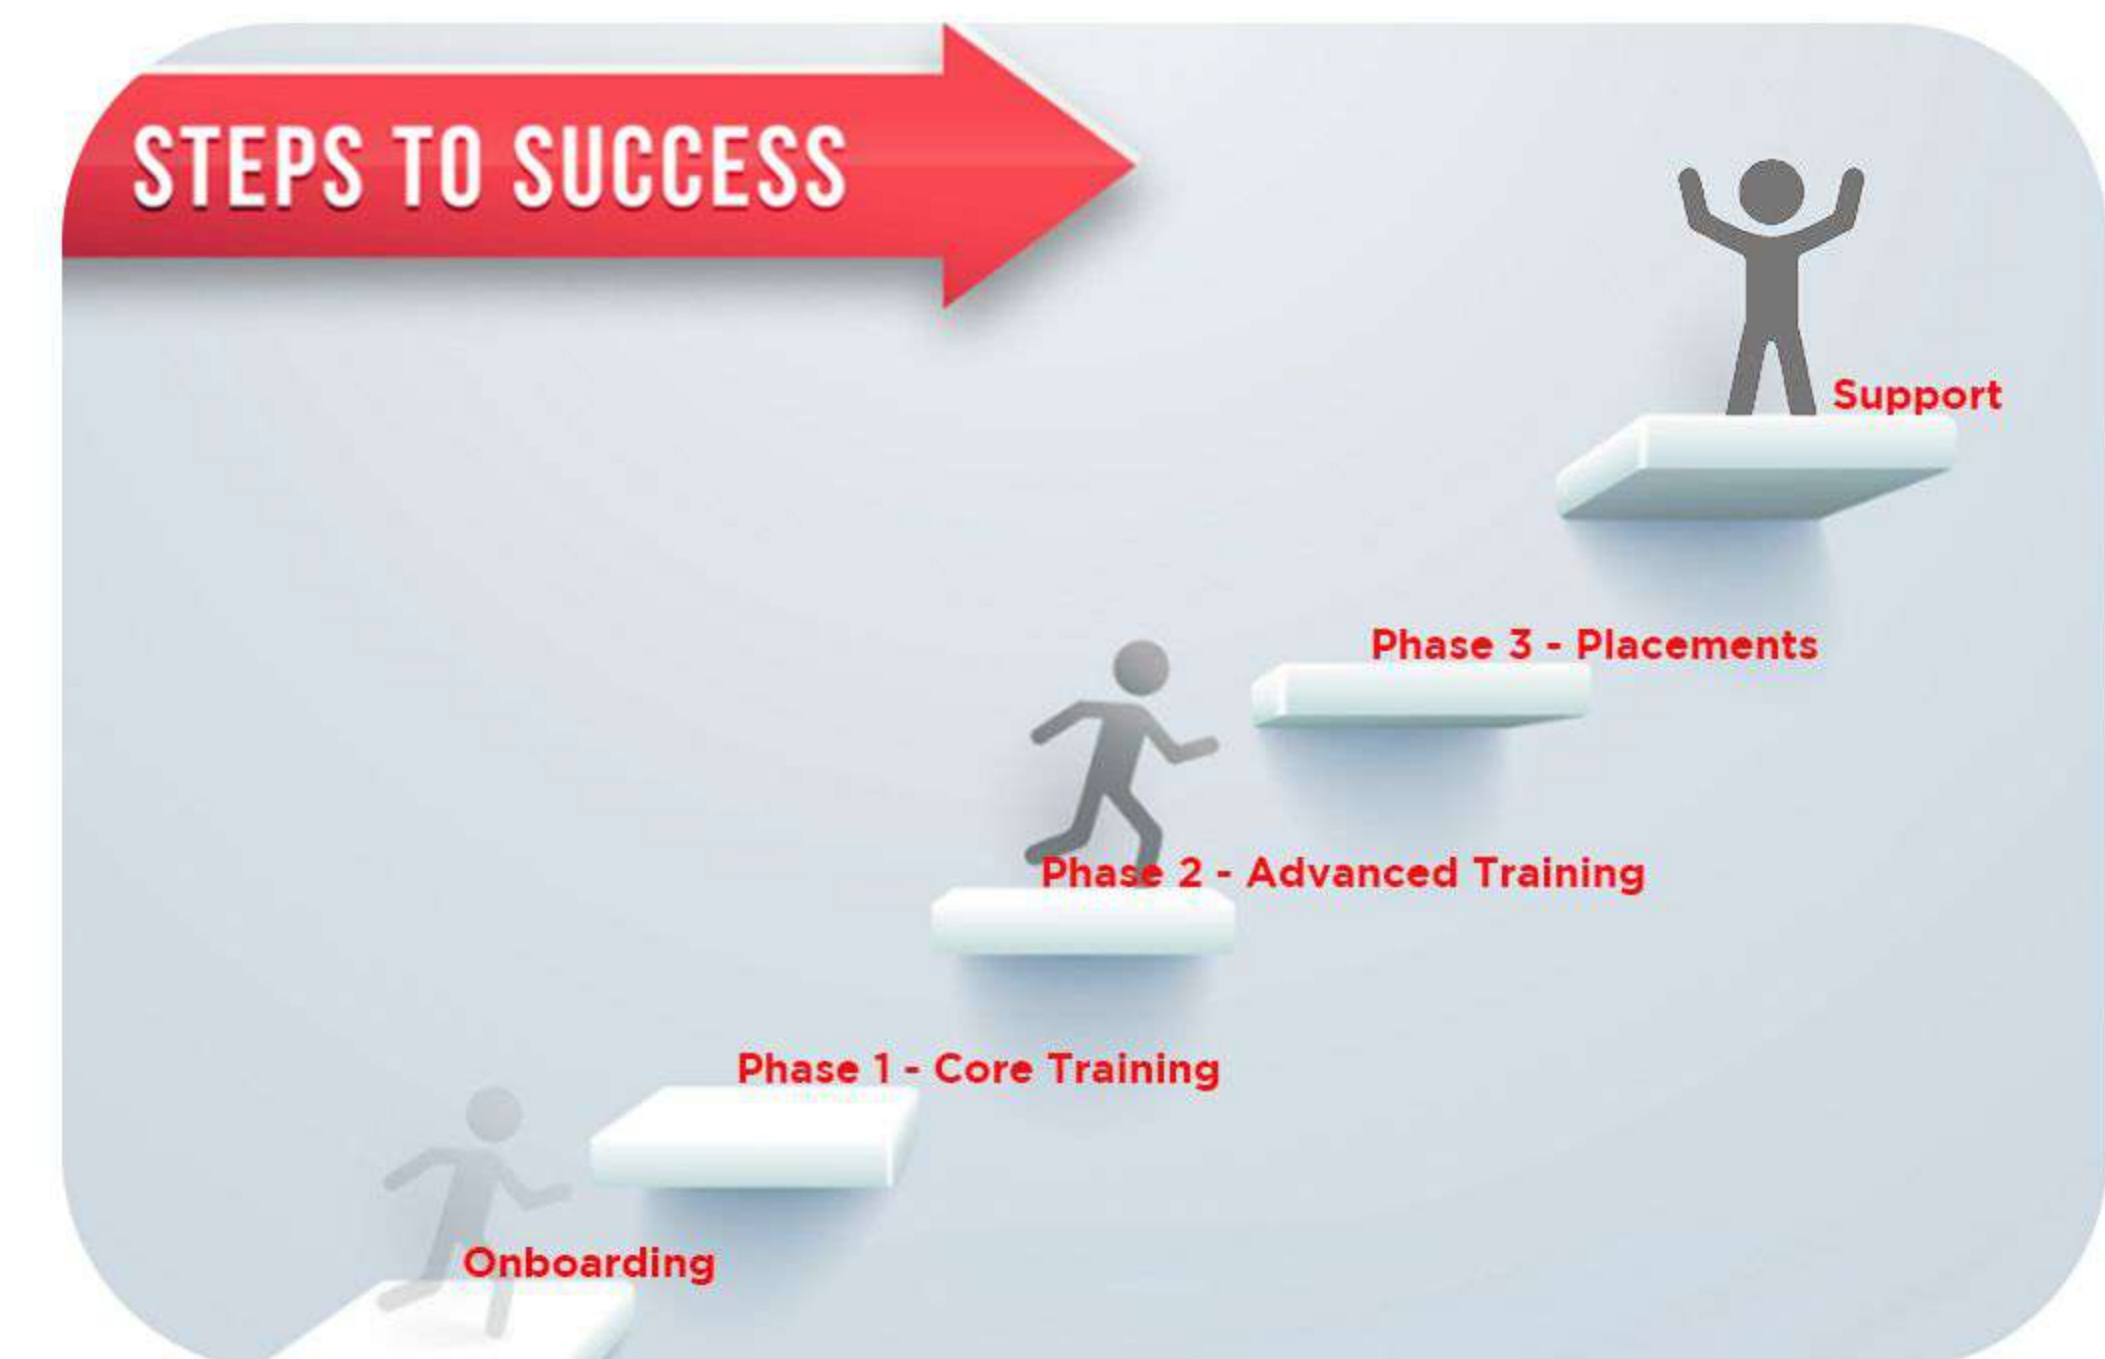 STEPS TO SUCCESS
Support
Phase 3 - Placements
Phase 2 - Advanced Training
Phase 1 - Core Training
Onboarding